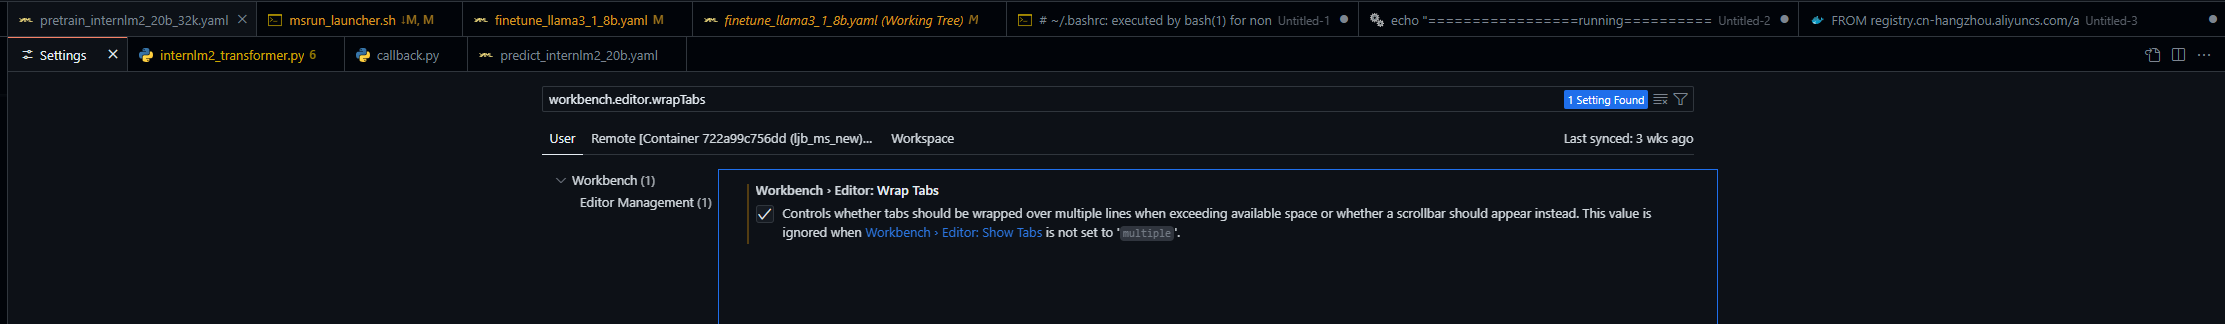 pretrain_internlm2_20b_32k.yaml msrun_launcher.sh ↓M, M finetune_llama3_1_8b.yaml M finetune_llama3_1_8b.yaml (Working Tree) M # ~/.bashrc: executed by bash(1) for non Untitled-1 echo "=================running========== Untitled-2 FROM registry.cn-hangzhou.aliyuncs.com/a Untitled-3
Settings internlm2_transformer.py 6 callback.py predict_internlm2_20b.yaml
workbench.editor.wrapTabs 1 Setting Found
User Remote [Container 722a99c756dd (ljb_ms_new)... Workspace Last synced: 3 wks ago
Workbench (1)
Editor Management (1)
Workbench › Editor: Wrap Tabs
Controls whether tabs should be wrapped over multiple lines when exceeding available space or whether a scrollbar should appear instead. This value is
ignored when Workbench › Editor: Show Tabs is not set to 'multiple'.